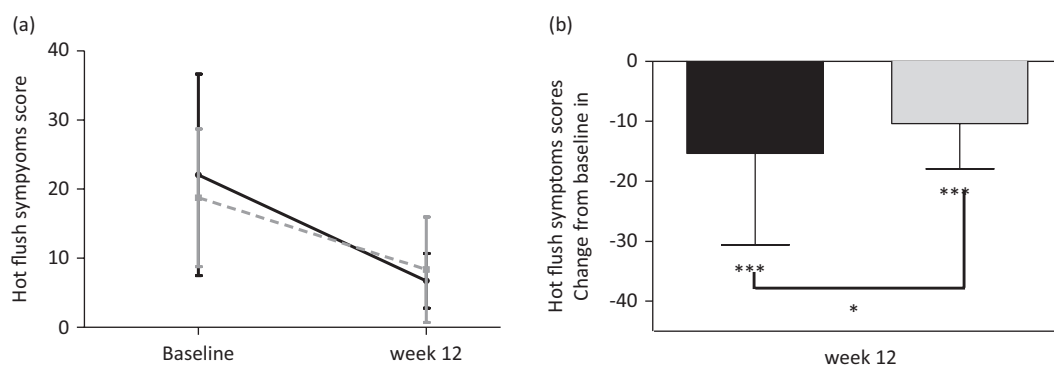 (a)
40
30
20
10
0
Hot flush sympyoms score
Baseline
week 12
(b)
0
-10
-20
-30
-40
Hot flush symptoms scores
Change from baseline in
***
***
*
week 12